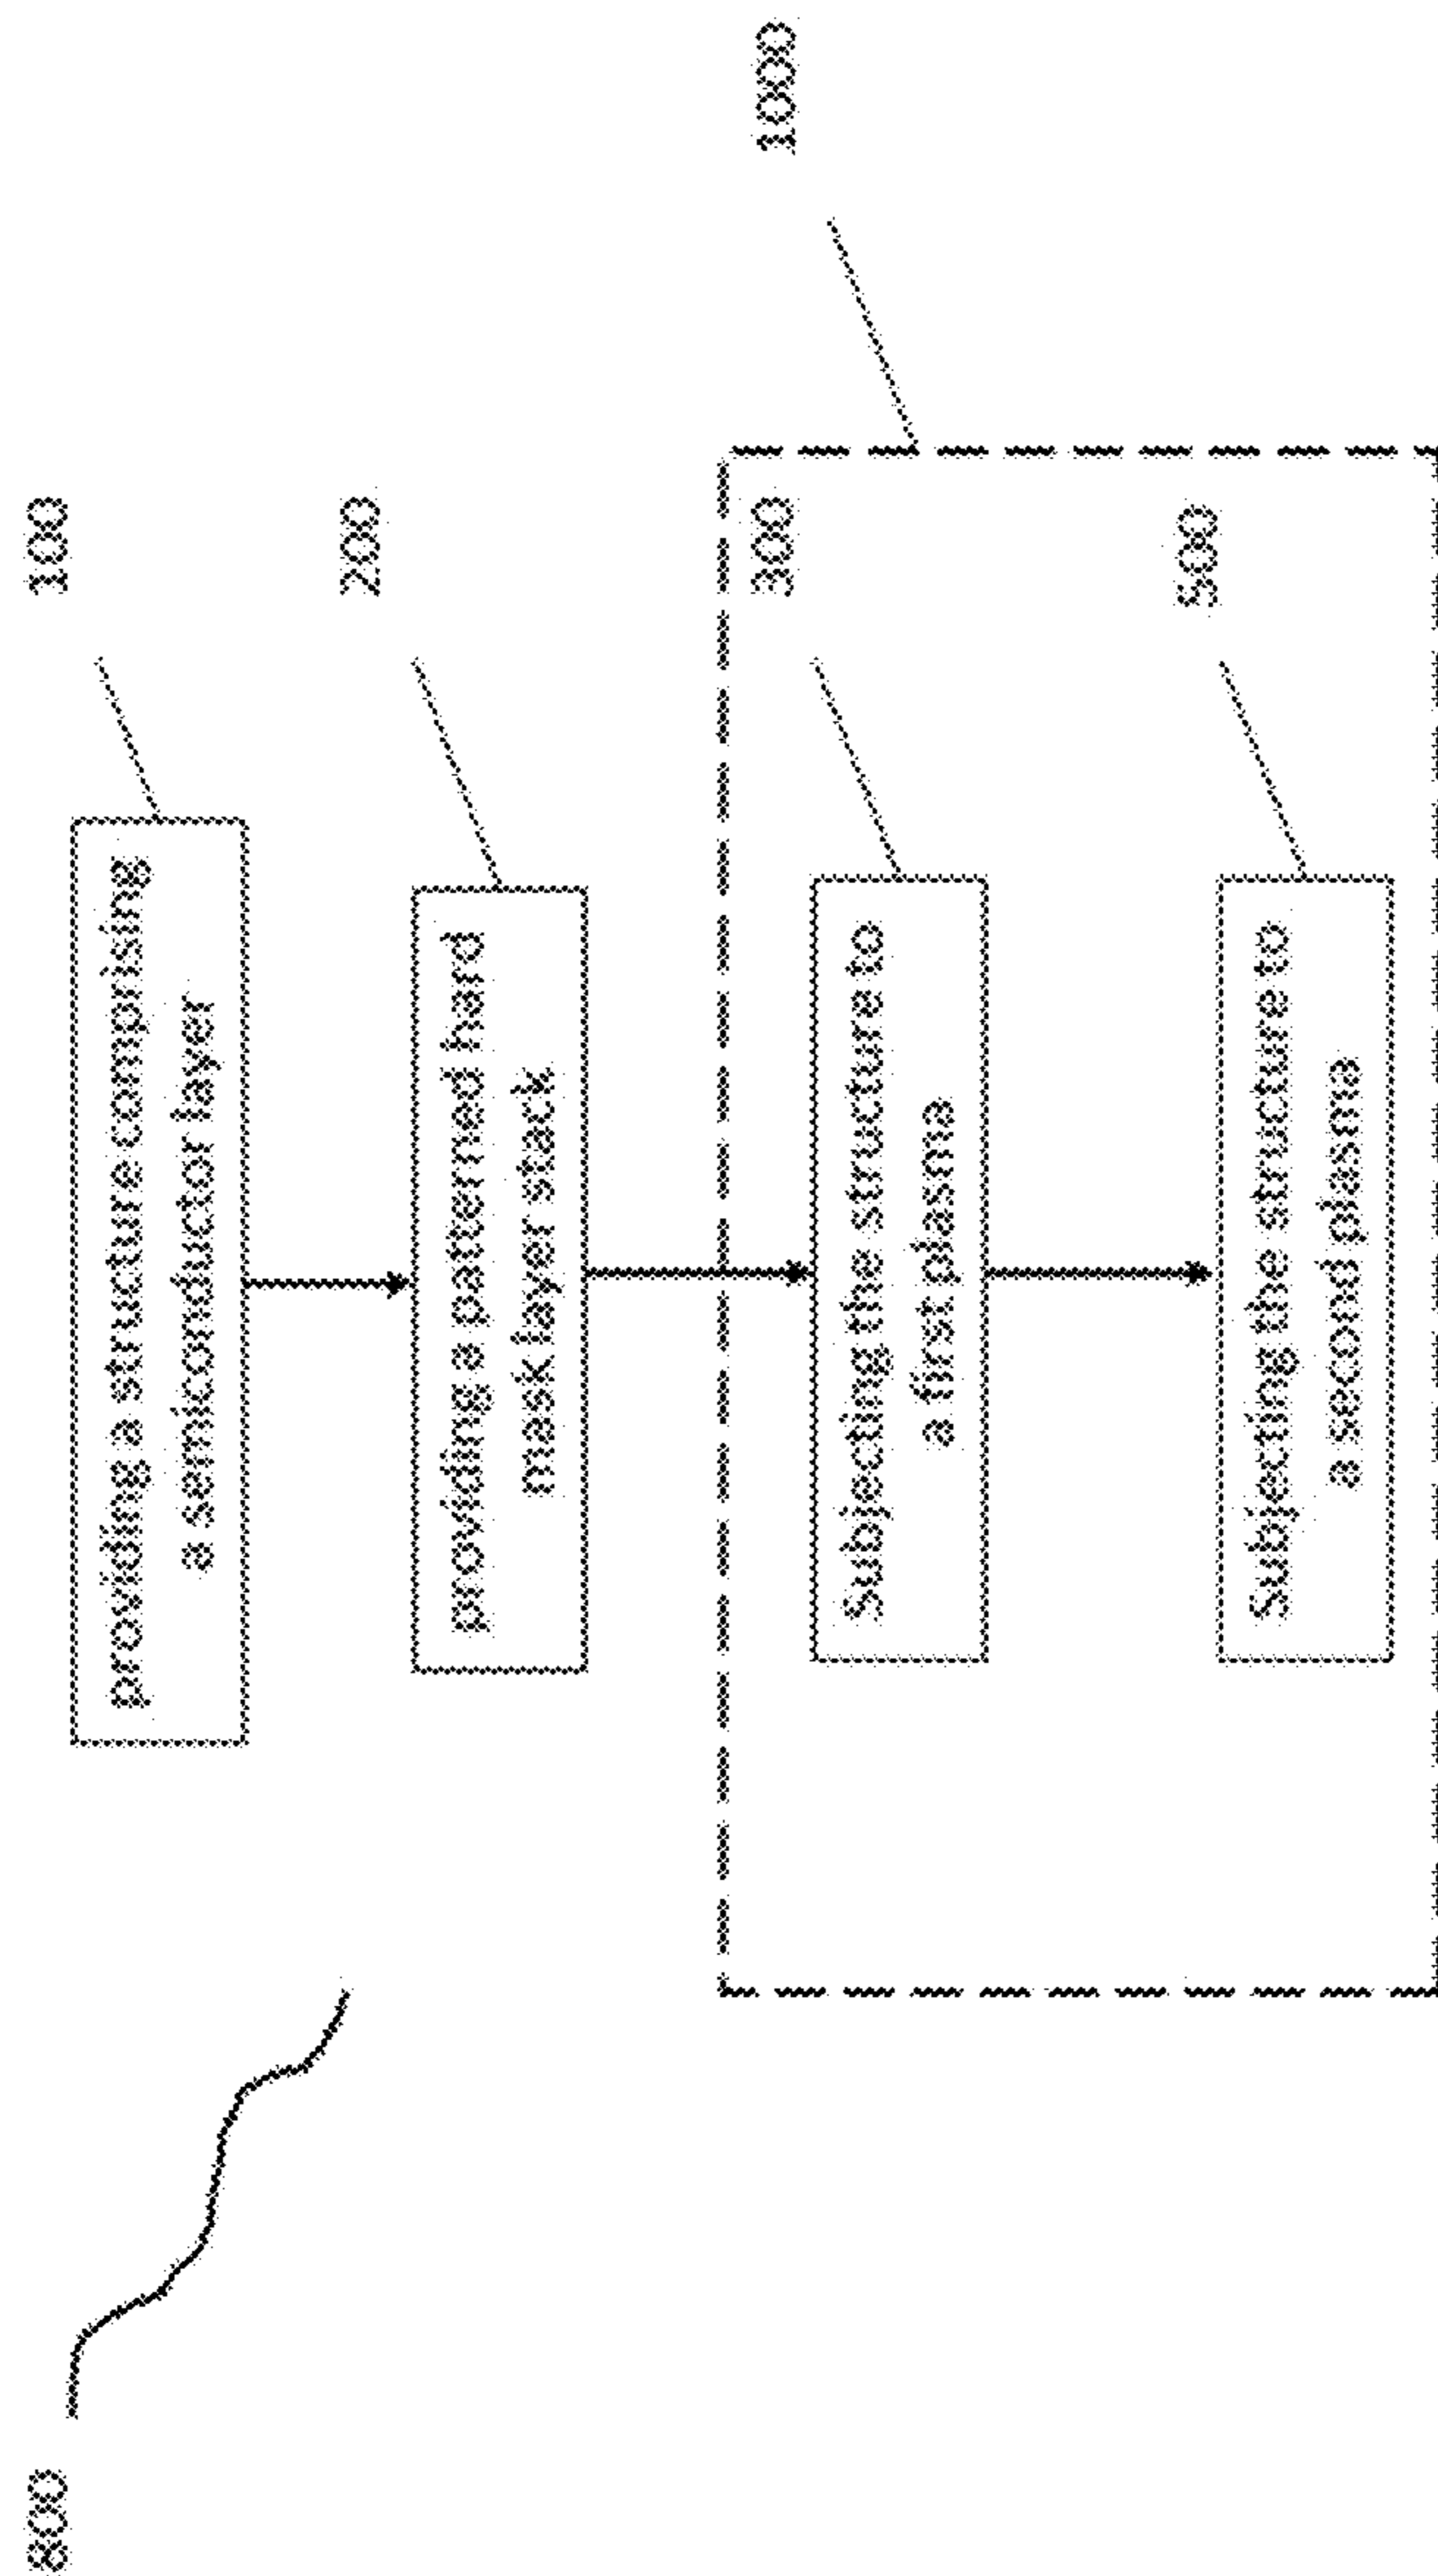 800
100
providing a structure comprising
a semiconductor layer
200
providing a patterned hard
mask layer stack
1000
300
Subjecting the structure to
a first plasma
500
Subjecting the structure to
a second plasma